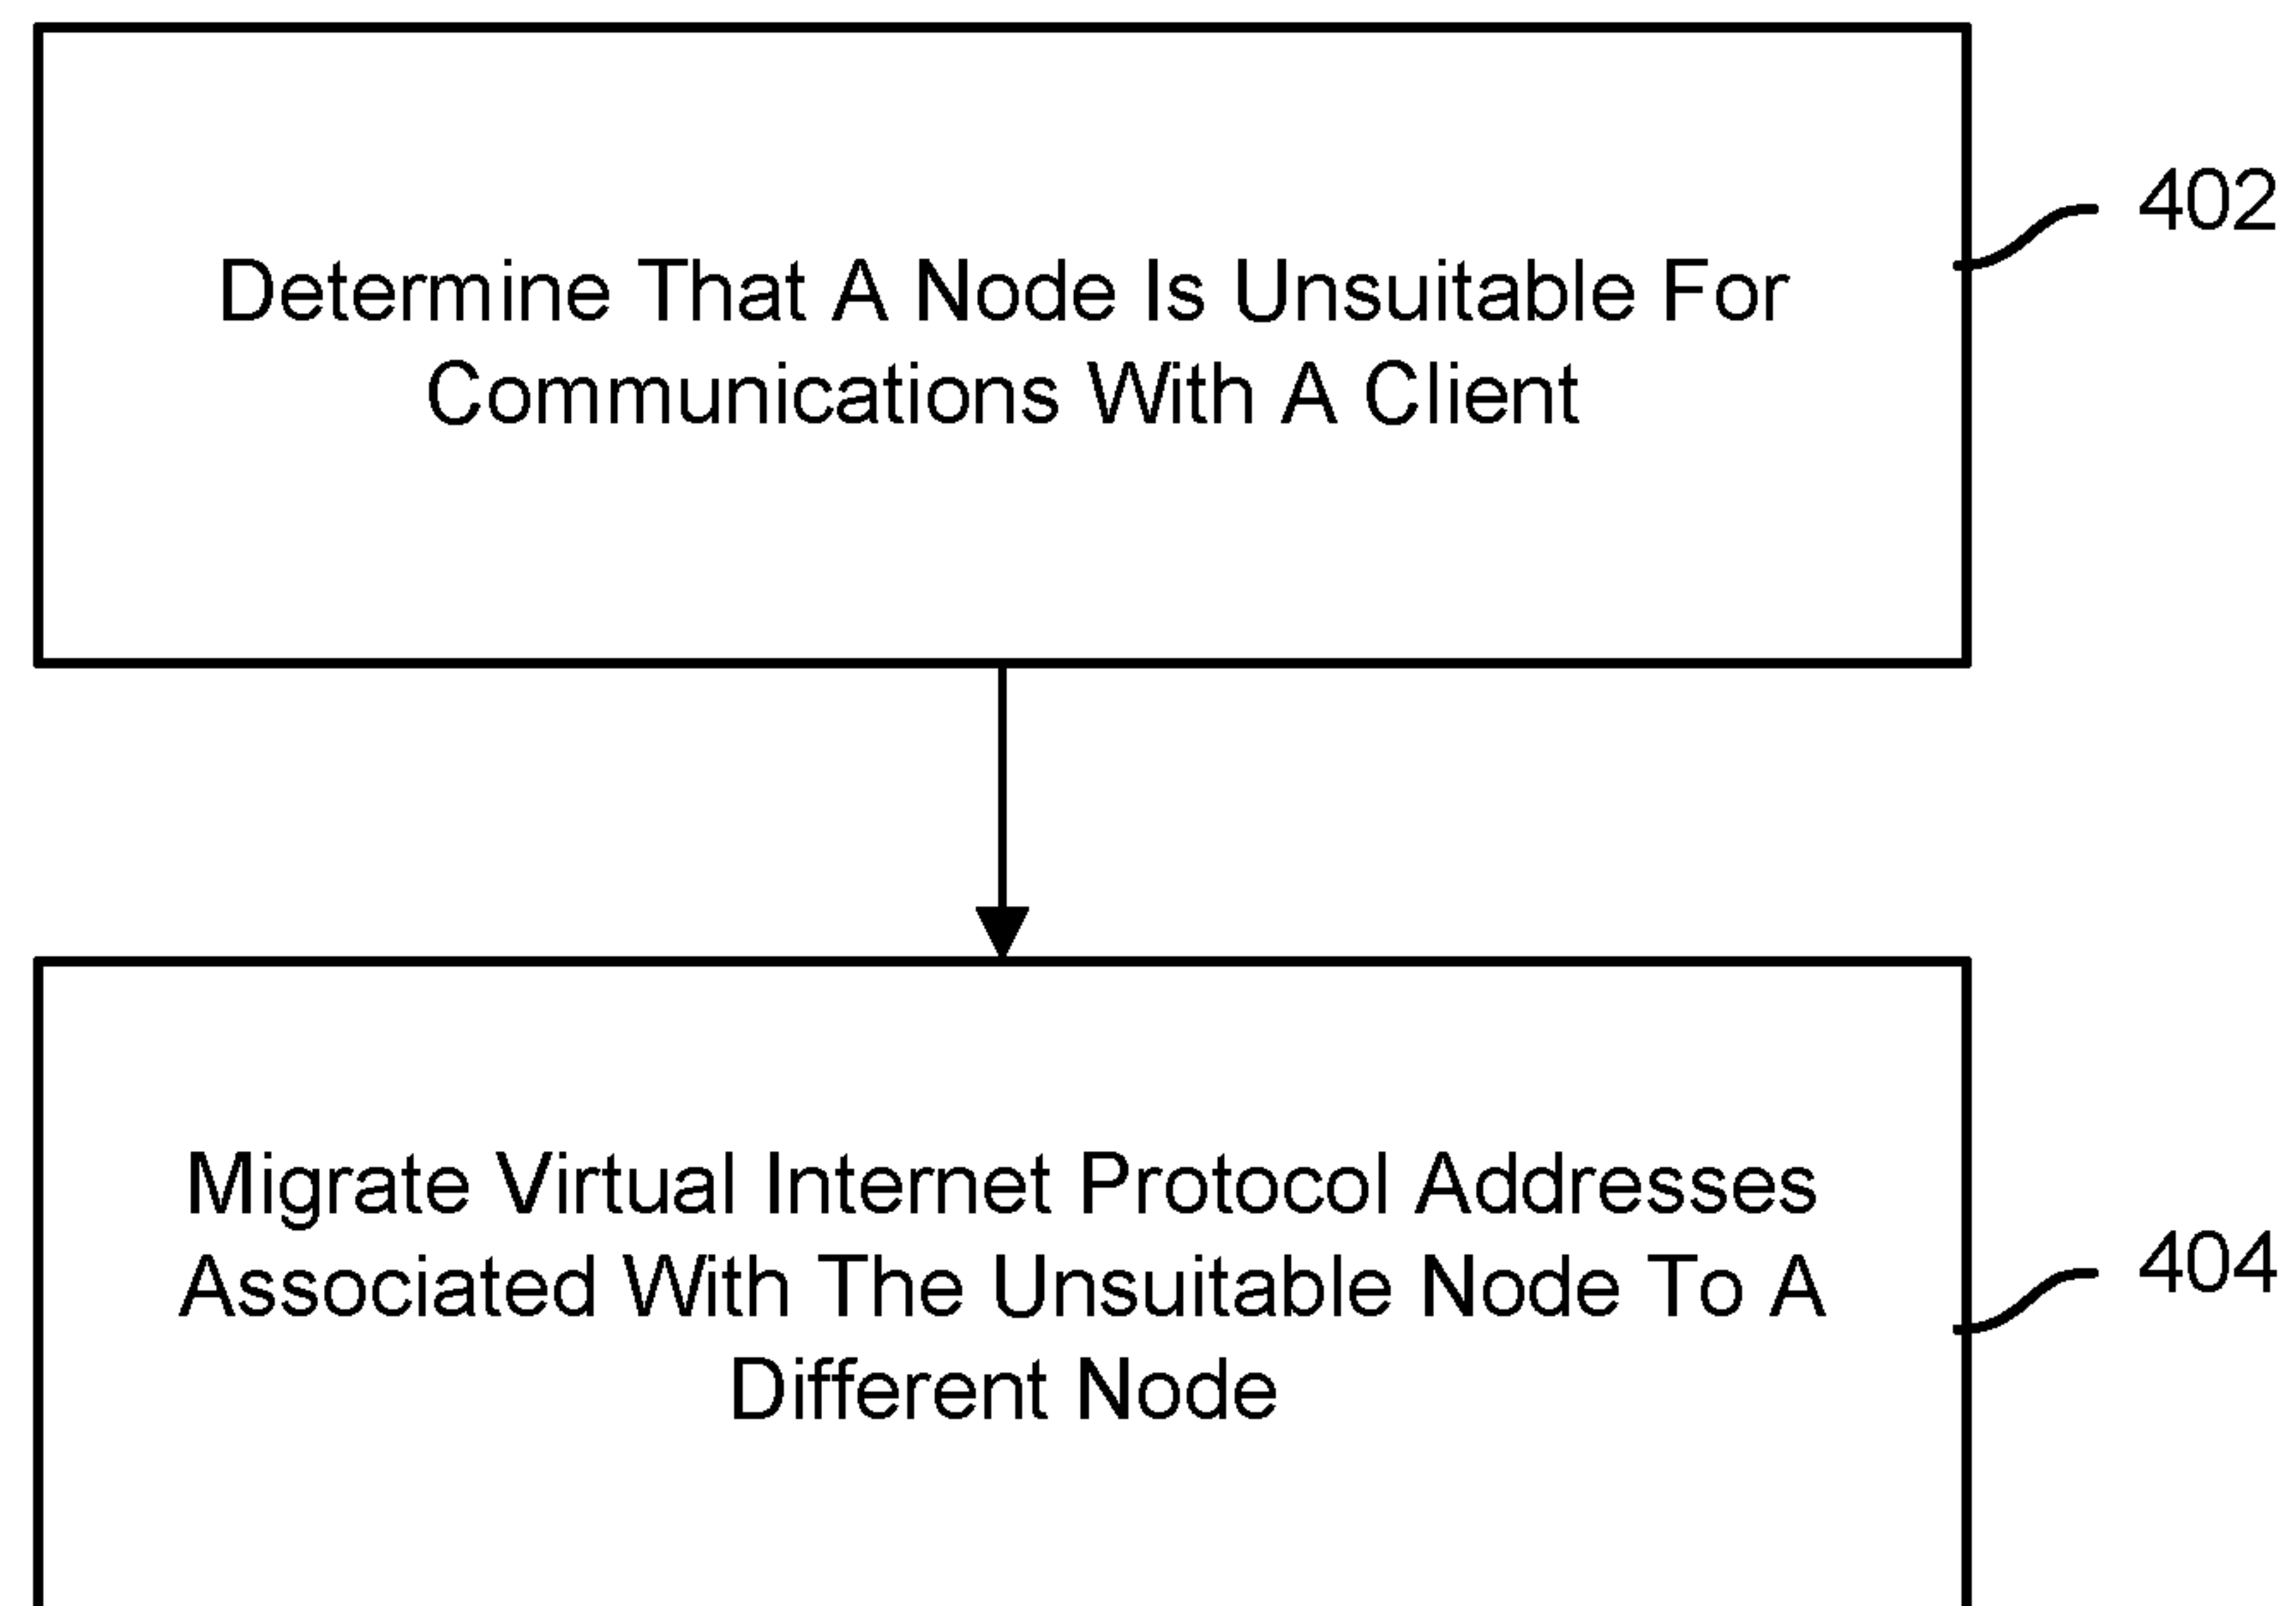 402
Determine That A Node Is Unsuitable For
Communications With A Client
Migrate Virtual Internet Protocol Addresses
Associated With The Unsuitable Node To A
404
Different Node